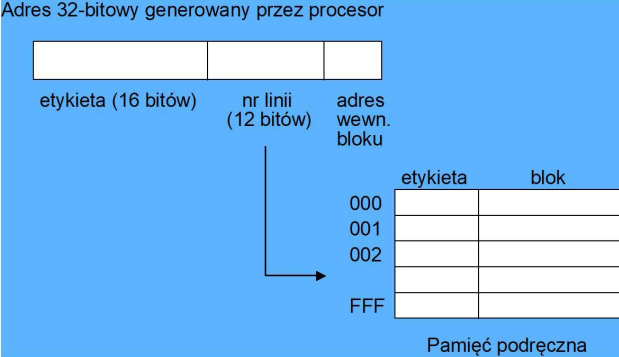 Adres 32-bitowy generowany przez procesor
etykieta (16 bitów)
nr linii
(12 bitów)
adres
wewn.
bloku
etykieta
blok
000
001
002
FFF
Pamięć podręczna